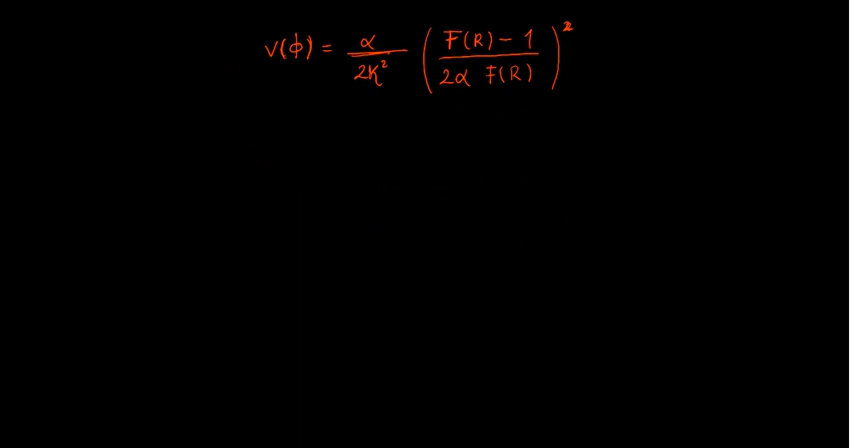 V(φ) = α / 2K² ( F(R) - 1 / 2α F(R) )²